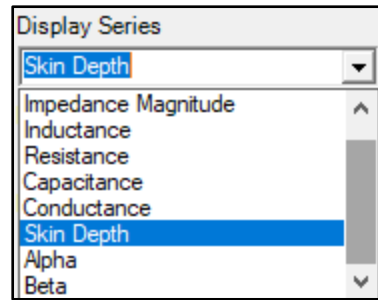 Display Series
Skin Depth
Impedance Magnitude
Inductance
Resistance
Capacitance
Conductance
Skin Depth
Alpha
Beta